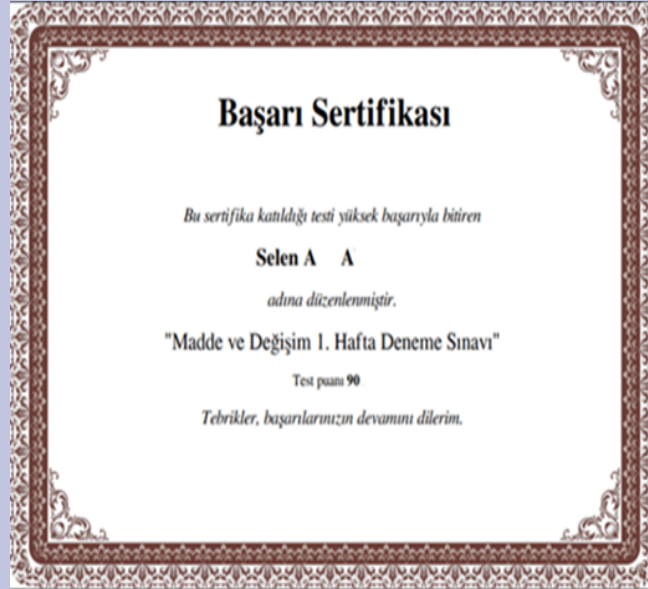 Başarı Sertifikası
Bu sertifika katıldığı testi yüksek başarıyla bitiren
Selen A A
adına düzenlenmiştir.
"Madde ve Değişim 1. Hafta Deneme Sınavı"
Test puanı 90
Tebrikler, başarılarınızın devamını dilerim.